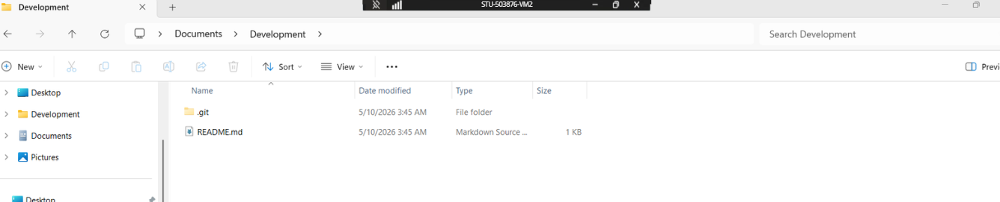 Development
STU-503876-VM2
Documents
Development
Search Development
New
Sort
View
Name
Date modified
Type
Size
Desktop
.git
5/10/2026 3:45 AM
File folder
Development
README.md
5/10/2026 3:45 AM
Markdown Source ...
1 KB
Documents
Pictures
Desktop